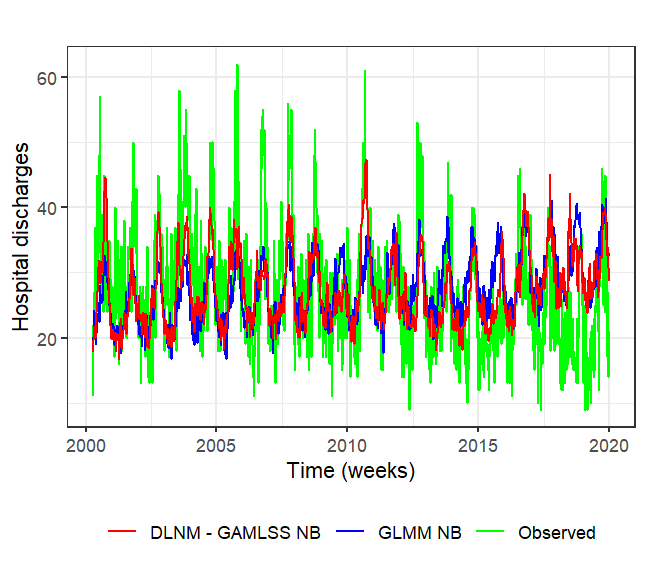 Hospital discharges
60
40
20
2000 2005 2010 2015 2020
Time (weeks)
DLNM - GAMLSS NB GLMM NB Observed